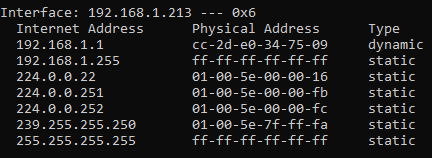 Interface: 192.168.1.213 --- 0x6
  Internet Address      Physical Address      Type
  192.168.1.1           cc-2d-e0-34-75-09     dynamic
  192.168.1.255         ff-ff-ff-ff-ff-ff     static
  224.0.0.22            01-00-5e-00-00-16     static
  224.0.0.251           01-00-5e-00-00-fb     static
  224.0.0.252           01-00-5e-00-00-fc     static
  239.255.255.250       01-00-5e-7f-ff-fa     static
  255.255.255.255       ff-ff-ff-ff-ff-ff     static